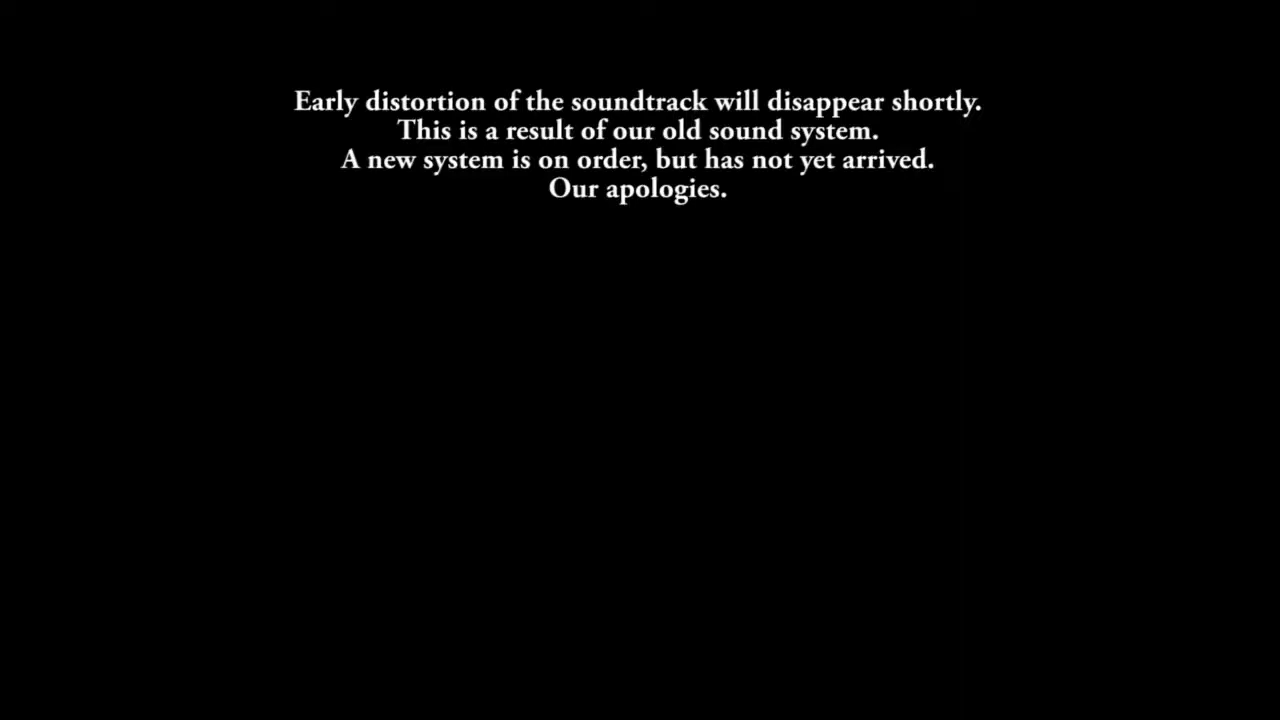 Early distortion of the soundtrack will disappear shortly.
This is a result of our old sound system.
A new system is on order, but has not yet arrived.
Our apologies.